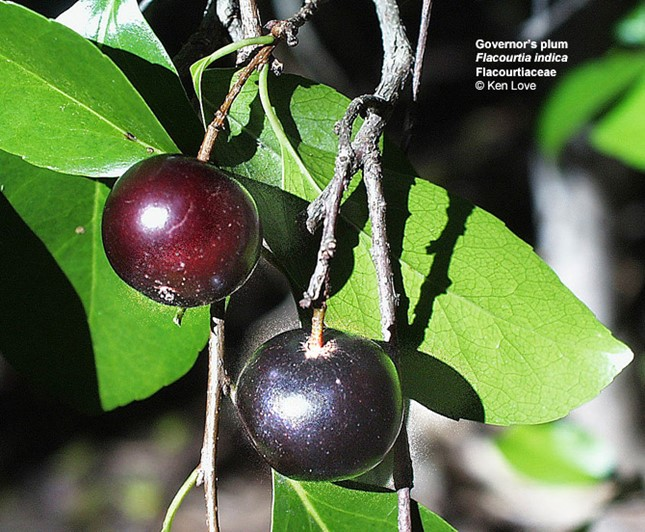 Governor's plum
Flacourtia indica
Flacourtiaceae
© Ken Love